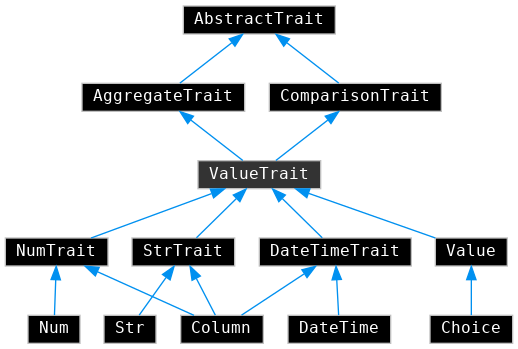 AbstractTrait
AggregateTrait ComparisonTrait
ValueTrait
NumTrait StrTrait DateTimeTrait Value
Num Str Column DateTime Choice